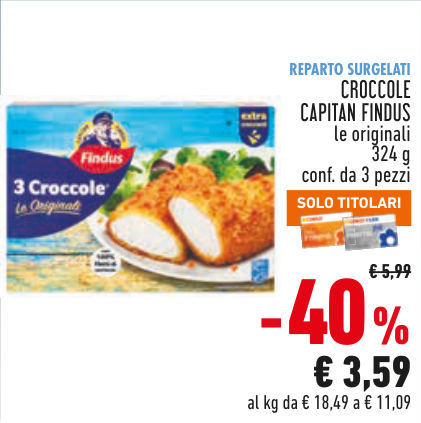 REPARTO SURGELATI
CROCCOLE
CAPITAN FINDUS
le originali
324 g
conf. da 3 pezzi
SOLO TITOLARI
extra
Findus
3 Croccole
Le Originali
100%
€ 5,99
-40%
€ 3,59
al kg da € 18,49 a € 11,09